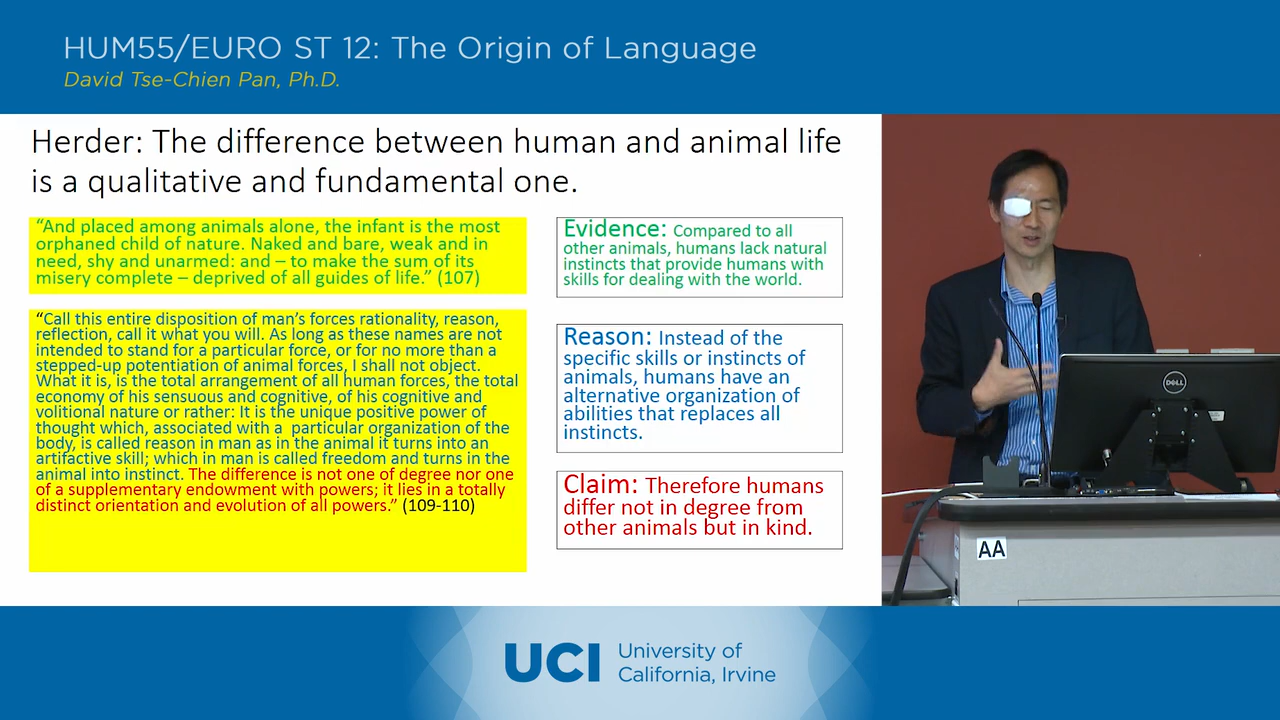 HUM55/EURO ST 12: The Origin of Language
David Tse-Chien Pan, Ph.D.
Herder: The difference between human and animal life
is a qualitative and fundamental one.
“And placed among animals alone, the infant is the most
orphaned child of nature. Naked and bare, weak and in
need, shy and unarmed: and – to make the sum of its
misery complete – deprived of all guides of life.” (107)
“Call this entire disposition of man’s forces rationality, reason,
reflection, call it what you will. As long as these names are not
intended to stand for a particular force, or for no more than a
stepped-up potentiation of animal forces, I shall not object.
What it is, is the total arrangement of all human forces, the total
economy of his sensuous and cognitive, of his cognitive and
volitional nature or rather: It is the unique positive power of
thought which, associated with a particular organization of the
body, is called reason in man as in the animal it turns into an
artifactive skill; which in man is called freedom and turns in the
animal into instinct. The difference is not one of degree nor one
of a supplementary endowment with powers; it lies in a totally
distinct orientation and evolution of all powers.” (109-110)
Evidence: Compared to all
other animals, humans lack natural
instincts that provide humans with
skills for dealing with the world.
Reason: Instead of the
specific skills or instincts of
animals, humans have an
alternative organization of
abilities that replaces all
instincts.
Claim: Therefore humans
differ not in degree from
other animals but in kind.
DELL
AA
UCI
University of
California, Irvine